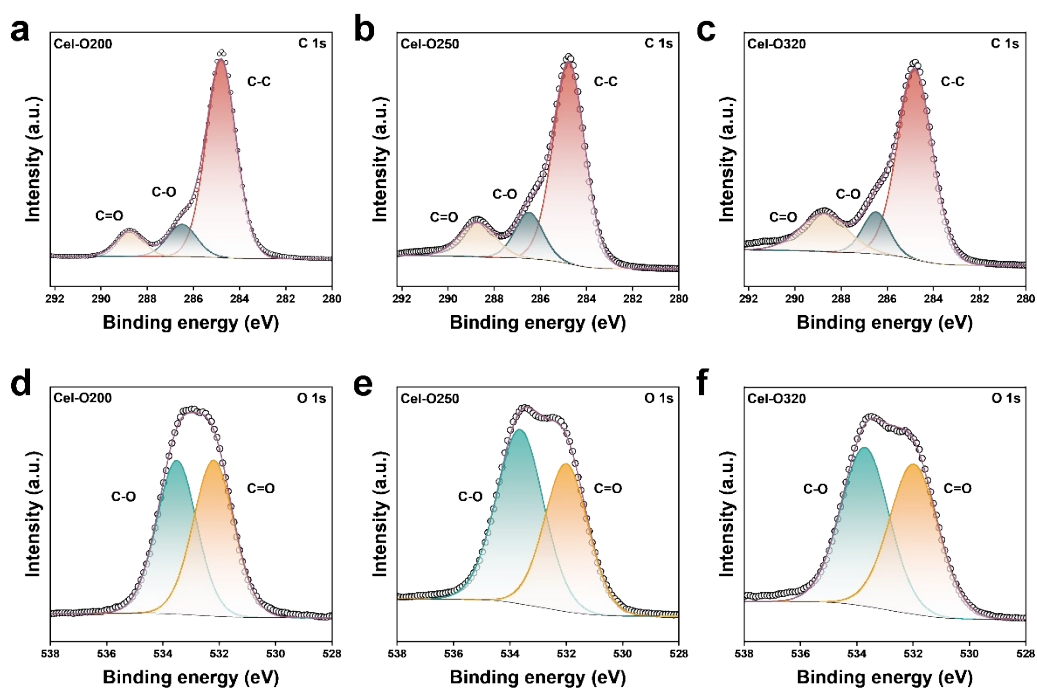 a
Cel-O200
C 1s
C-C
C-O
C=O
Intensity (a.u.)
292 290 288 286 284 282 280
Binding energy (eV)
b
Cel-O250
C 1s
C-C
C-O
C=O
Intensity (a.u.)
292 290 288 286 284 282 280
Binding energy (eV)
c
Cel-O320
C 1s
C-C
C-O
C=O
Intensity (a.u.)
292 290 288 286 284 282 280
Binding energy (eV)
d
Cel-O200
O 1s
C-O
C=O
Intensity (a.u.)
538 536 534 532 530 528
Binding energy (eV)
e
Cel-O250
O 1s
C-O
C=O
Intensity (a.u.)
538 536 534 532 530 528
Binding energy (eV)
f
Cel-O320
O 1s
C-O
C=O
Intensity (a.u.)
538 536 534 532 530 528
Binding energy (eV)